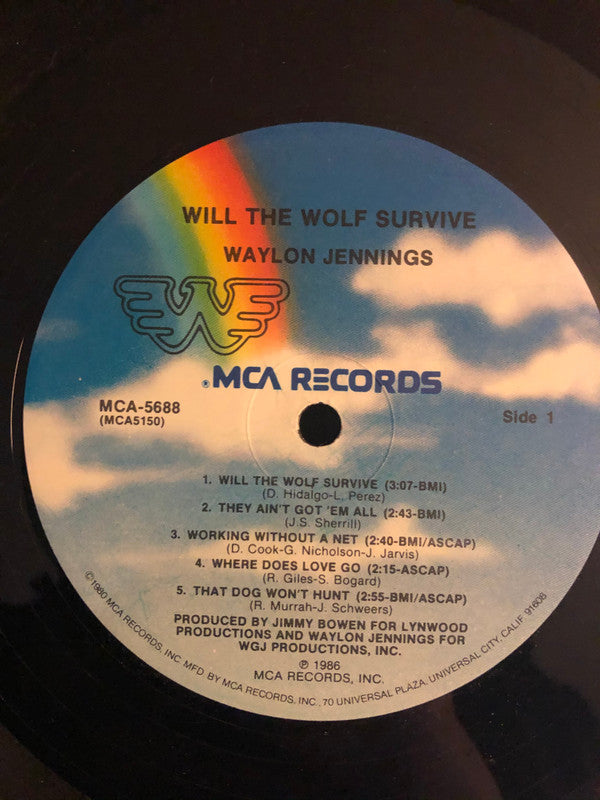 WILL THE WOLF SURVIVE
WAYLON JENNINGS
MCA RECORDS
MCA-5688
(MCA5150)
Side 1
1. WILL THE WOLF SURVIVE (3:07-BMI)
(D. Hidalgo-L. Perez)
2. THEY AIN'T GOT 'EM ALL (2:43-BMI)
(J.S. Sherrill)
3. WORKING WITHOUT A NET (2:40-BMI/ASCAP)
(D. Cook-G. Nicholson-J. Jarvis)
4. WHERE DOES LOVE GO (2:15-ASCAP)
(R. Giles-S. Bogard)
5. THAT DOG WON'T HUNT (2:55-BMI/ASCAP)
(R. Murrah-J. Schweers)
PRODUCED BY JIMMY BOWEN FOR LYNWOOD
PRODUCTIONS AND WAYLON JENNINGS FOR
WGJ PRODUCTIONS, INC.
℗ 1986
MCA RECORDS, INC.
©1980 MCA RECORDS, INC. MFD. BY MCA RECORDS, INC., 70 UNIVERSAL PLAZA, UNIVERSAL CITY, CALIF. 91608